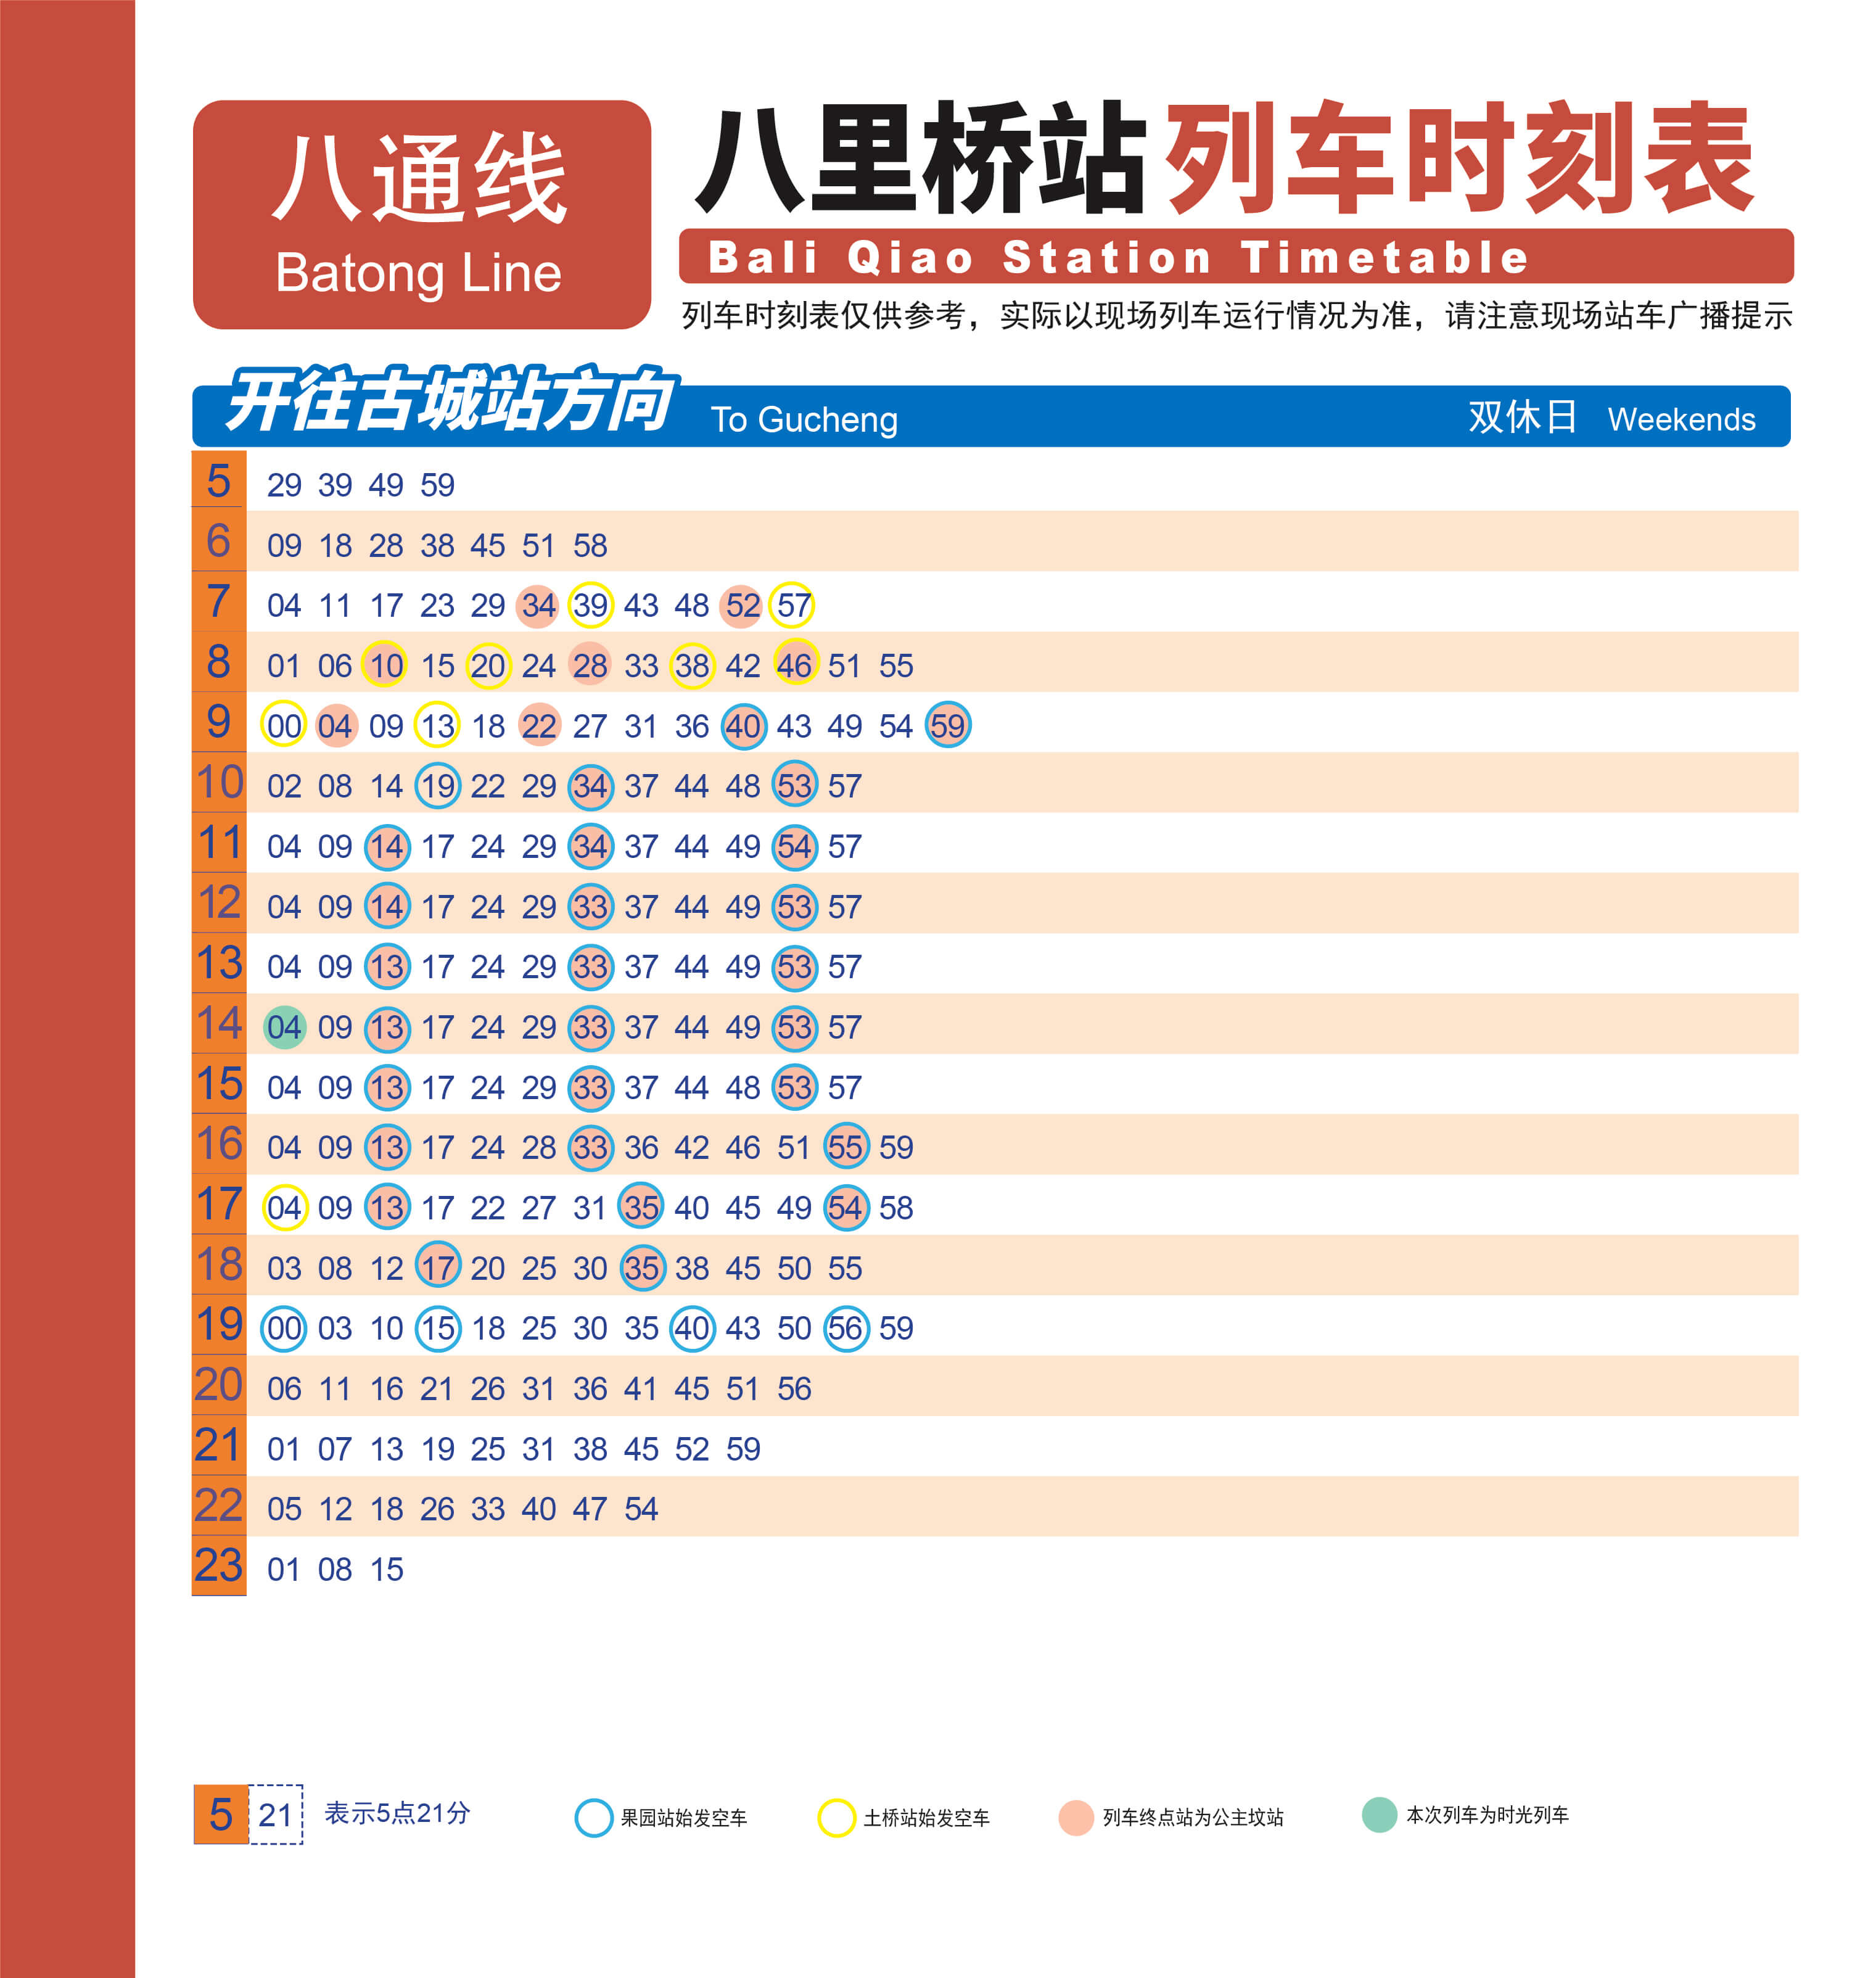 八通线
Batong Line
八里桥站列车时刻表
Bali Qiao Station Timetable
列车时刻表仅供参考，实际以现场列车运行情况为准，请注意现场站车广播提示
开往古城站方向 To Gucheng 双休日 Weekends
5 29 39 49 59
6 09 18 28 38 45 51 58
7 04 11 17 23 29 34 39 43 48 52 57
8 01 06 10 15 20 24 28 33 38 42 46 51 55
9 00 04 09 13 18 22 27 31 36 40 43 49 54 59
10 02 08 14 19 22 29 34 37 44 48 53 57
11 04 09 14 17 24 29 34 37 44 49 54 57
12 04 09 14 17 24 29 33 37 44 49 53 57
13 04 09 13 17 24 29 33 37 44 49 53 57
14 04 09 13 17 24 29 33 37 44 49 53 57
15 04 09 13 17 24 29 33 37 44 48 53 57
16 04 09 13 17 24 28 33 36 42 46 51 55 59
17 04 09 13 17 22 27 31 35 40 45 49 54 58
18 03 08 12 17 20 25 30 35 38 45 50 55
19 00 03 10 15 18 25 30 35 40 43 50 56 59
20 06 11 16 21 26 31 36 41 45 51 56
21 01 07 13 19 25 31 38 45 52 59
22 05 12 18 26 33 40 47 54
23 01 08 15
5 21 表示5点21分 果园站始发空车 土桥站始发空车 列车终点站为公主坟站 本次列车为时光列车